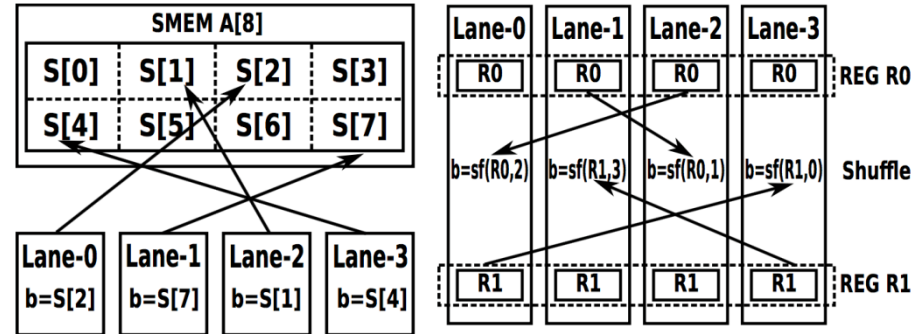 SMEM A[8]
S[0] S[1] S[2] S[3]
S[4] S[5] S[6] S[7]
Lane-0 Lane-1 Lane-2 Lane-3
b=S[2] b=S[7] b=S[1] b=S[4]
Lane-0 Lane-1 Lane-2 Lane-3
R0 R0 R0 R0 REG R0
b=sf(R0,2) b=sf(R1,3) b=sf(R0,1) b=sf(R1,0) Shuffle
R1 R1 R1 R1 REG R1